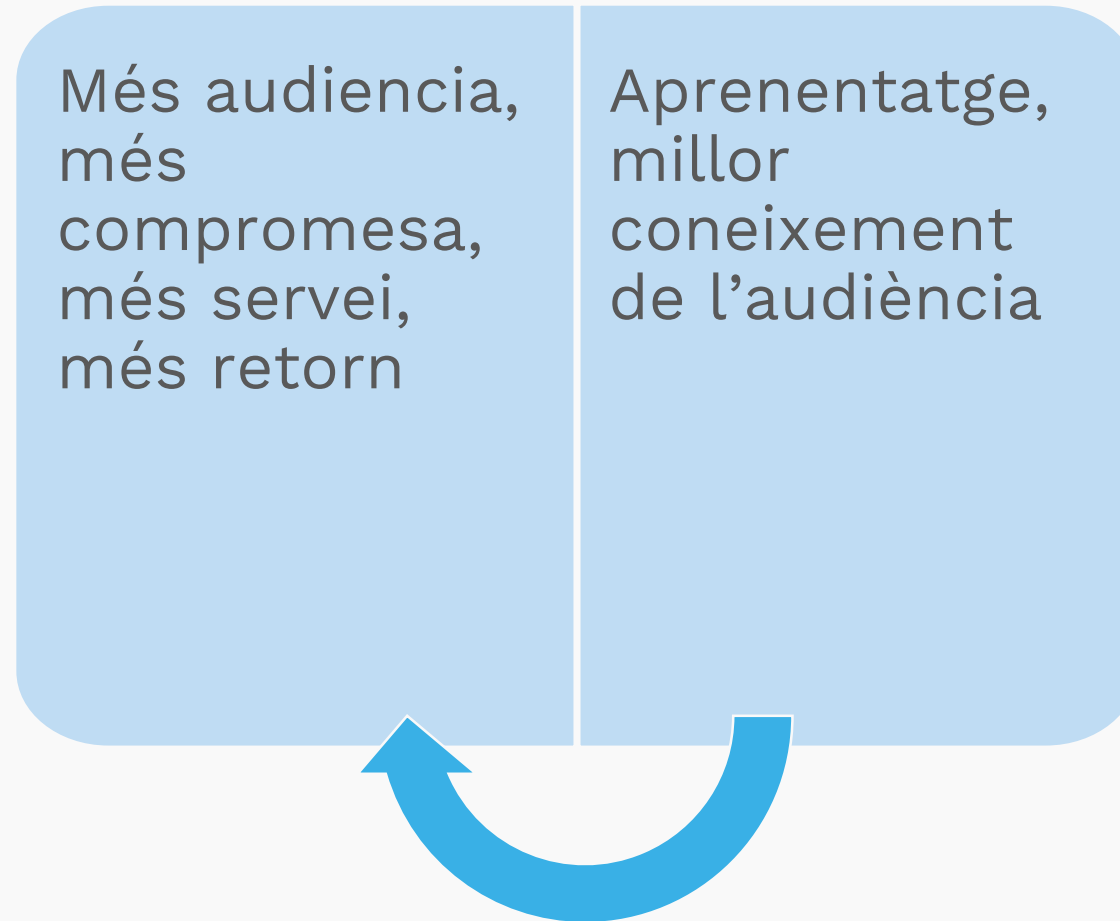 Més audiencia,
més
compromesa,
més servei,
més retorn
Aprenentatge,
millor
coneixement
de l’audiència